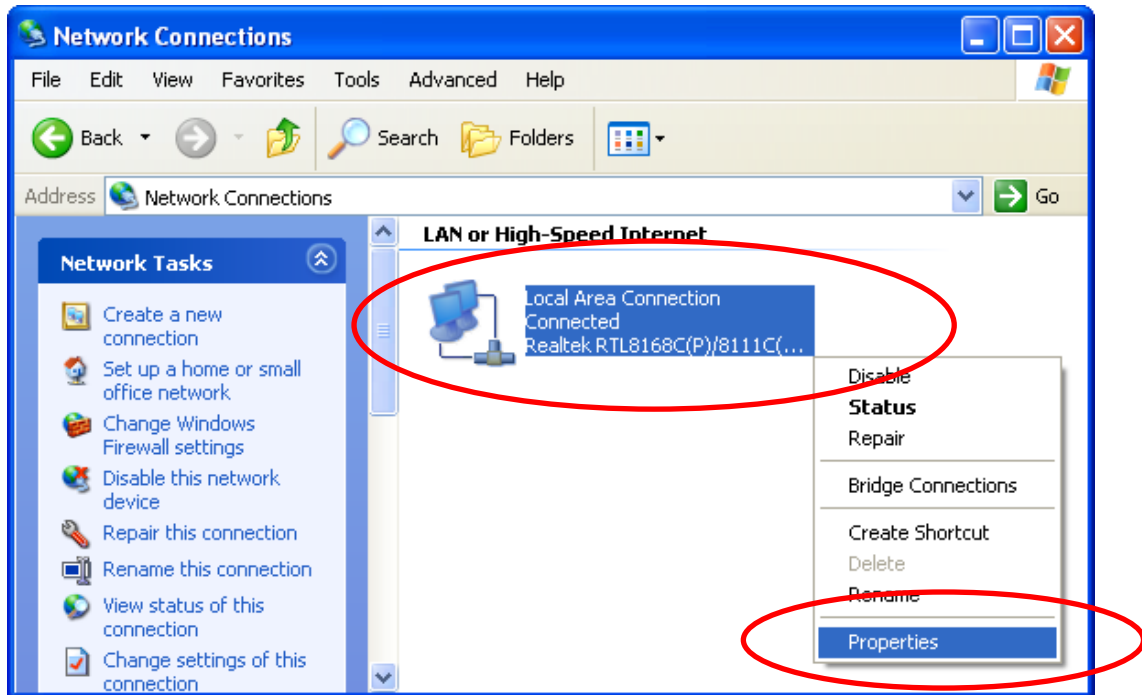 Network Connections
File Edit View Favorites Tools Advanced Help
Back Search Folders
Address Network Connections Go
Network Tasks
Create a new
connection
Set up a home or small
office network
Change Windows
Firewall settings
Disable this network
device
Repair this connection
Rename this connection
View status of this
connection
Change settings of this
connection
LAN or High-Speed Internet
Local Area Connection
Connected
Realtek RTL8168C(P)/8111C(...
Disable
Status
Repair
Bridge Connections
Create Shortcut
Delete
Rename
Properties